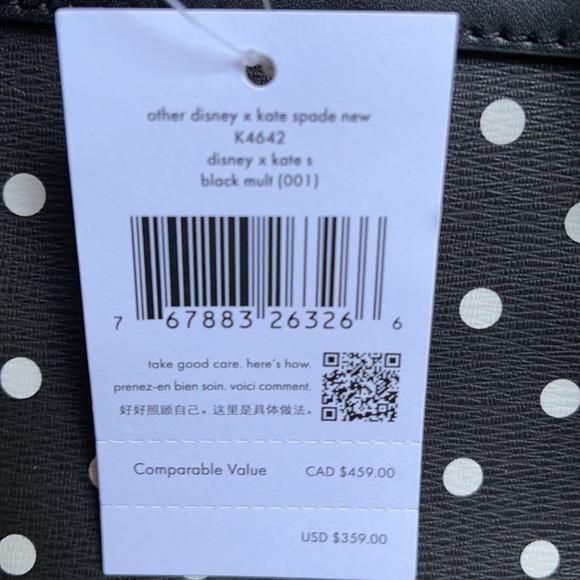 other disney x kate spade new
K4642
disney x kate s
black mult (001)
7 67883 26326 6
take good care. here's how.
prenez-en bien soin. voici comment.
好好照顾自己。这里是具体做法。
Comparable Value CAD $459.00
USD $359.00